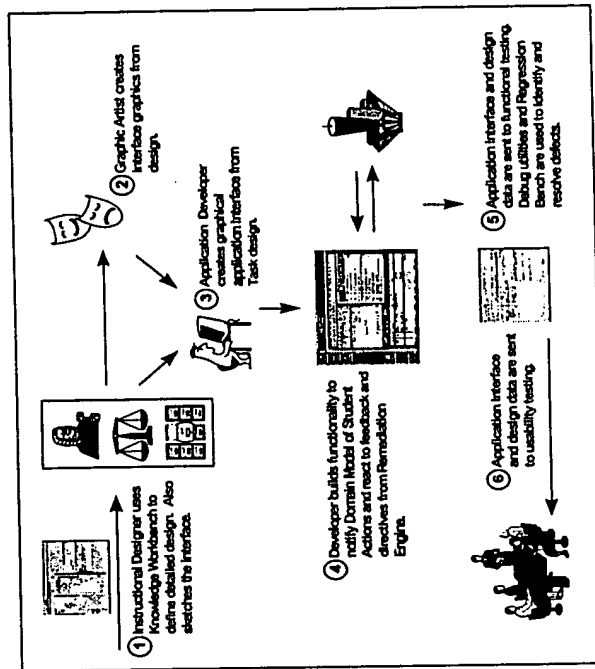 ① Instructional Designer uses
Knowledge Workbench to
define detailed design. Also
sketches the interface.
② Graphic Artist creates
interface graphics from
design.
③ Application Developer
creates graphical
application interface from
Task design.
④ Developer builds functionality to
notify Domain Model of Student
Actions and react to feedback and
directives from Remediation
Engine.
⑤ Application Interface and design
data are sent to functional testing.
Debug utilities and Regression
Bench are used to identify and
resolve defects.
⑥ Application Interface
and design data are sent
to usability testing.